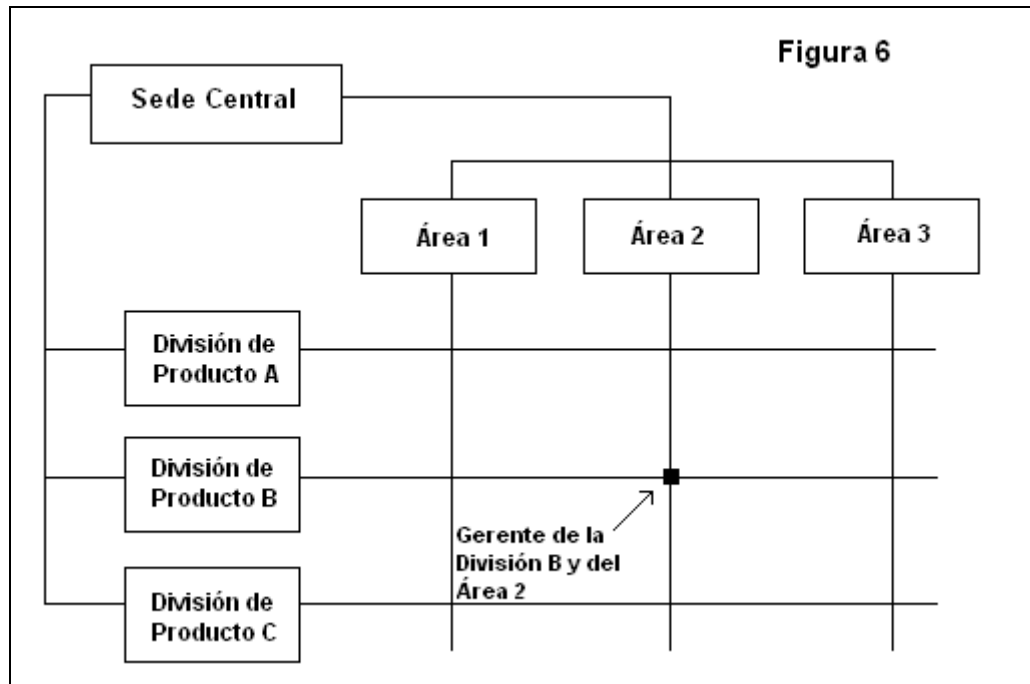 Figura 6
Sede Central
Área 1
Área 2
Área 3
División de
Producto A
División de
Producto B
Gerente de la
División B y del
Área 2
División de
Producto C